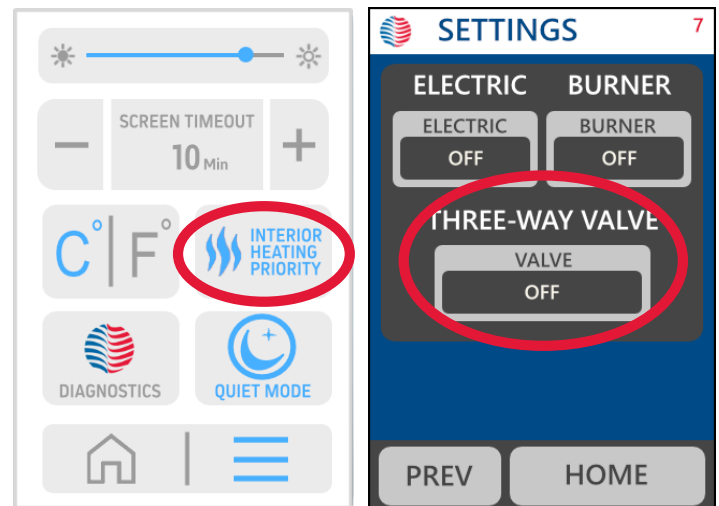 SCREEN TIMEOUT
10 Min
C° F°
INTERIOR
HEATING
PRIORITY
DIAGNOSTICS
QUIET MODE
SETTINGS 7
ELECTRIC BURNER
ELECTRIC BURNER
OFF OFF
THREE-WAY VALVE
VALVE
OFF
PREV HOME